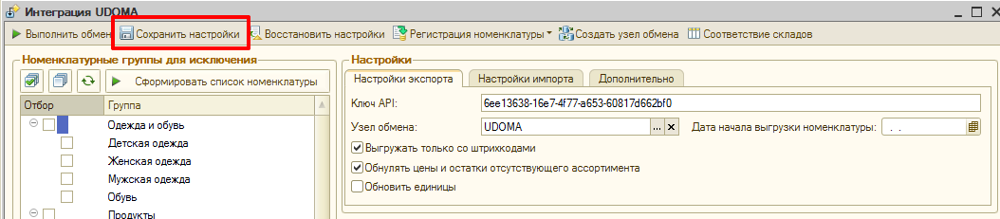 Интеграция UDOMA
Выполнить обмен Сохранить настройки Восстановить настройки Регистрация номенклатуры Создать узел обмена Соответствие складов
Номенклатурные группы для исключения
Сформировать список номенклатуры
Отбор Группа
Одежда и обувь
Детская одежда
Женская одежда
Мужская одежда
Обувь
Продукты
Настройки
Настройки экспорта Настройки импорта Дополнительно
Ключ API: 6ee13638-16e7-4f77-a653-60817d662bf0
Узел обмена: UDOMA ... x Дата начала выгрузки номенклатуры: . .
Выгружать только со штрихкодами
Обнулять цены и остатки отсутствующего ассортимента
Обновить единицы